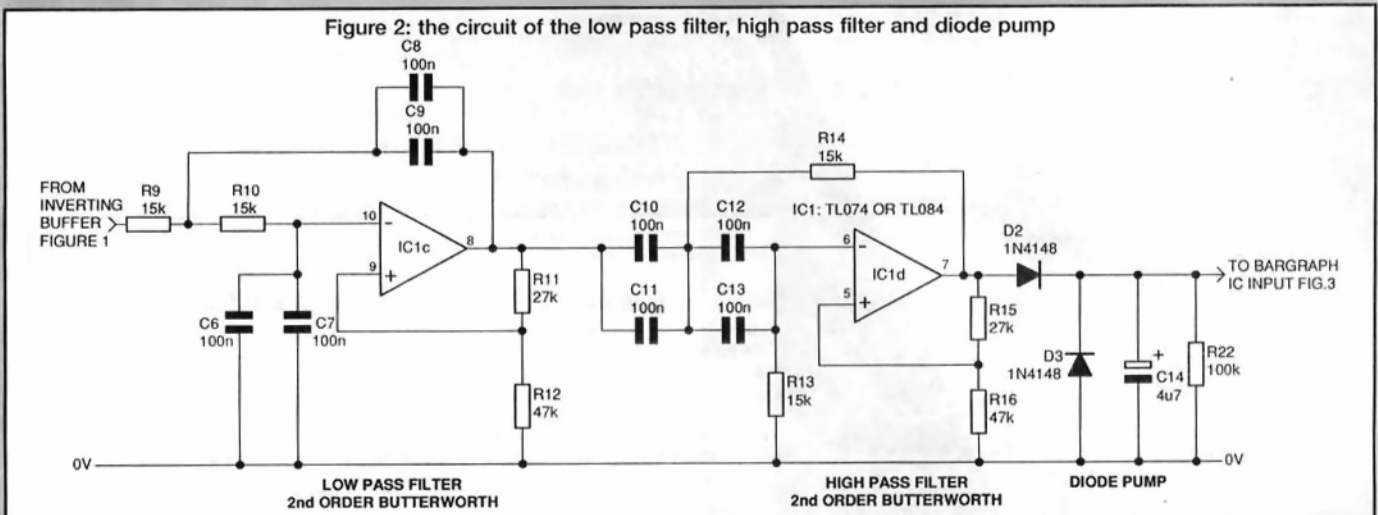 Figure 2: the circuit of the low pass filter, high pass filter and diode pump
C8
100n
C9
100n
FROM
INVERTING
BUFFER
FIGURE 1
R9
15k
R10
15k
10
-
IC1c
8
9
+
C6
100n
C7
100n
R11
27k
R12
47k
C10
100n
C12
100n
C11
100n
C13
100n
R13
15k
R14
15k
IC1: TL074 OR TL084
6
-
IC1d
7
5
+
R15
27k
R16
47k
D2
1N4148
D3
1N4148
+
C14
4u7
R22
100k
TO BARGRAPH
IC INPUT FIG.3
0V
0V
LOW PASS FILTER
2nd ORDER BUTTERWORTH
HIGH PASS FILTER
2nd ORDER BUTTERWORTH
DIODE PUMP